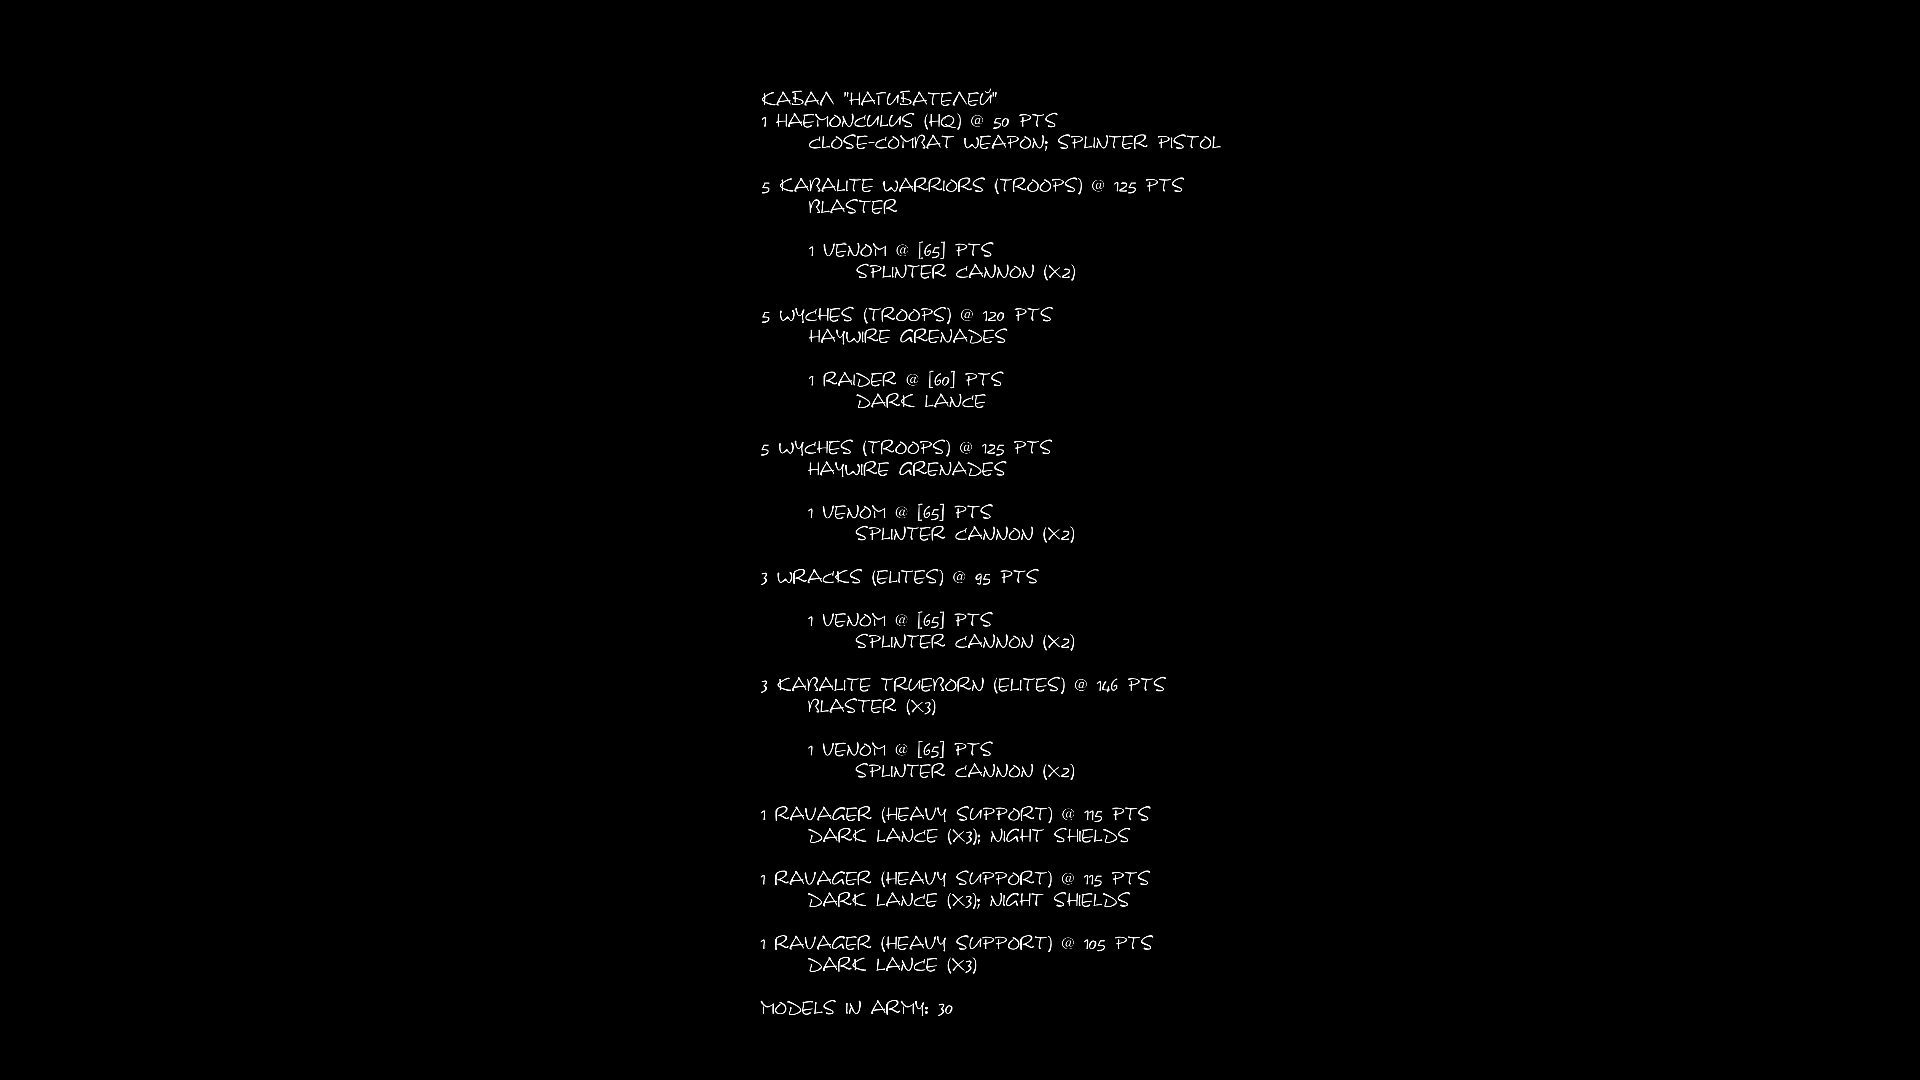 КАБАЛ "НАГИБАТЕЛЕЙ"
1 HAEMONCULUS (HQ) @ 50 PTS
CLOSE-COMBAT WEAPON; SPLINTER PISTOL
5 KABALITE WARRIORS (TROOPS) @ 125 PTS
BLASTER
1 VENOM @ [65] PTS
SPLINTER CANNON (X2)
5 WYCHES (TROOPS) @ 120 PTS
HAYWIRE GRENADES
1 RAIDER @ [60] PTS
DARK LANCE
5 WYCHES (TROOPS) @ 125 PTS
HAYWIRE GRENADES
1 VENOM @ [65] PTS
SPLINTER CANNON (X2)
3 WRACKS (ELITES) @ 95 PTS
1 VENOM @ [65] PTS
SPLINTER CANNON (X2)
3 KABALITE TRUEBORN (ELITES) @ 146 PTS
BLASTER (X3)
1 VENOM @ [65] PTS
SPLINTER CANNON (X2)
1 RAVAGER (HEAVY SUPPORT) @ 115 PTS
DARK LANCE (X3); NIGHT SHIELDS
1 RAVAGER (HEAVY SUPPORT) @ 115 PTS
DARK LANCE (X3); NIGHT SHIELDS
1 RAVAGER (HEAVY SUPPORT) @ 105 PTS
DARK LANCE (X3)
MODELS IN ARMY: 30